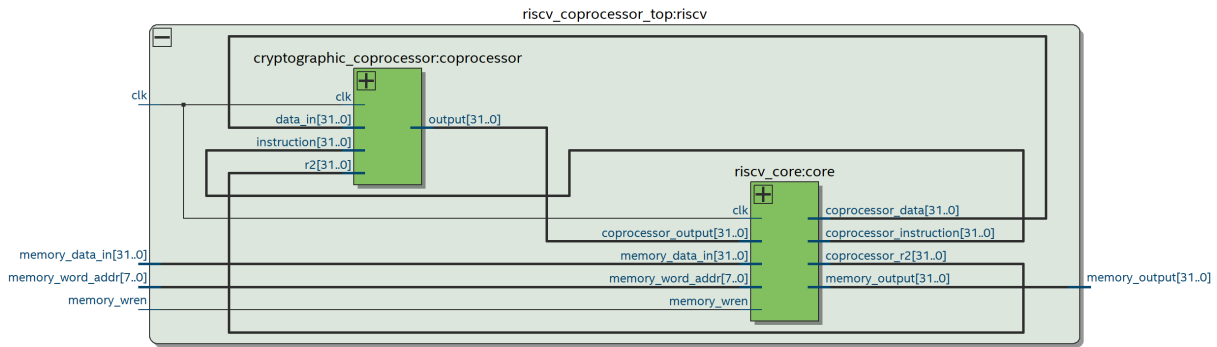 riscv_coprocessor_top:riscv
cryptographic_coprocessor:coprocessor
clk
clk
data_in[31..0]
output[31..0]
instruction[31..0]
r2[31..0]
riscv_core:core
clk
coprocessor_data[31..0]
coprocessor_output[31..0]
coprocessor_instruction[31..0]
memory_data_in[31..0]
memory_data_in[31..0]
coprocessor_r2[31..0]
memory_word_addr[7..0]
memory_word_addr[7..0]
memory_output[31..0]
memory_output[31..0]
memory_wren
memory_wren